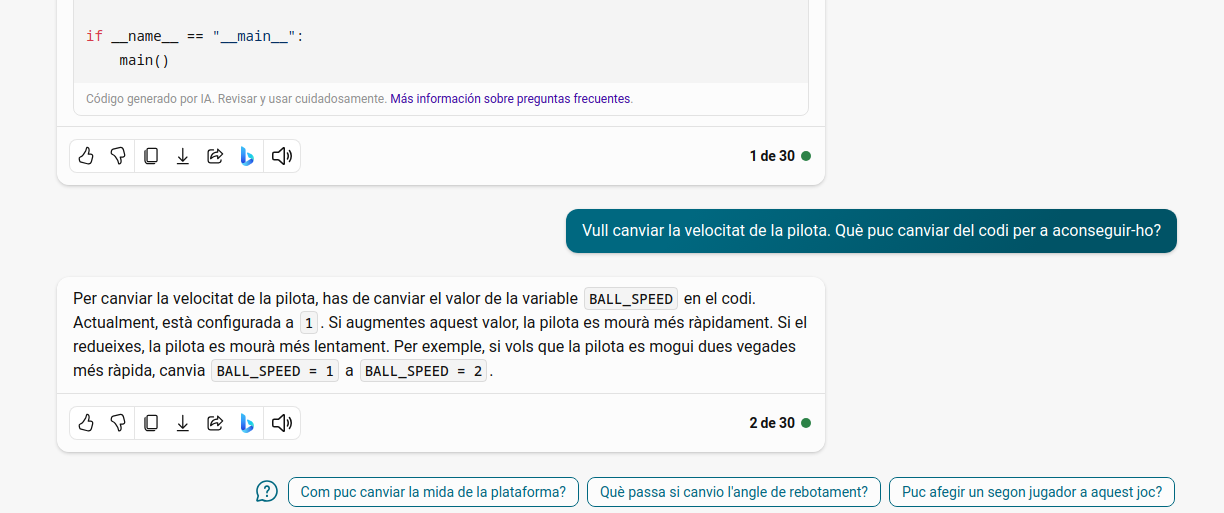 if __name__ == "__main__":
main()
Código generado por IA. Revisar y usar cuidadosamente. Más información sobre preguntas frecuentes.
1 de 30
Vull canviar la velocitat de la pilota. Què puc canviar del codi per a aconseguir-ho?
Per canviar la velocitat de la pilota, has de canviar el valor de la variable BALL_SPEED en el codi.
Actualment, està configurada a 1. Si augmentes aquest valor, la pilota es mourà més ràpidament. Si el
redueixes, la pilota es mourà més lentament. Per exemple, si vols que la pilota es mogui dues vegades
més ràpida, canvia BALL_SPEED = 1 a BALL_SPEED = 2.
2 de 30
Com puc canviar la mida de la plataforma?
Què passa si canvio l'angle de rebotament?
Puc afegir un segon jugador a aquest joc?